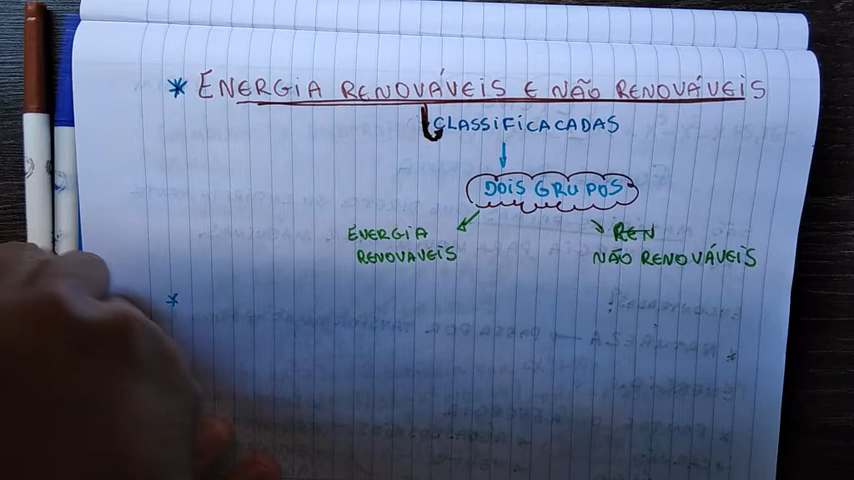 * ENERGIA RENOVÁVEIS E NÃO RENOVÁVEIS
CLASSIFICACADAS
DOIS GRUPOS
ENERGIA
RENOVAVEIS
REN
NÃO RENOVÁVEIS
*